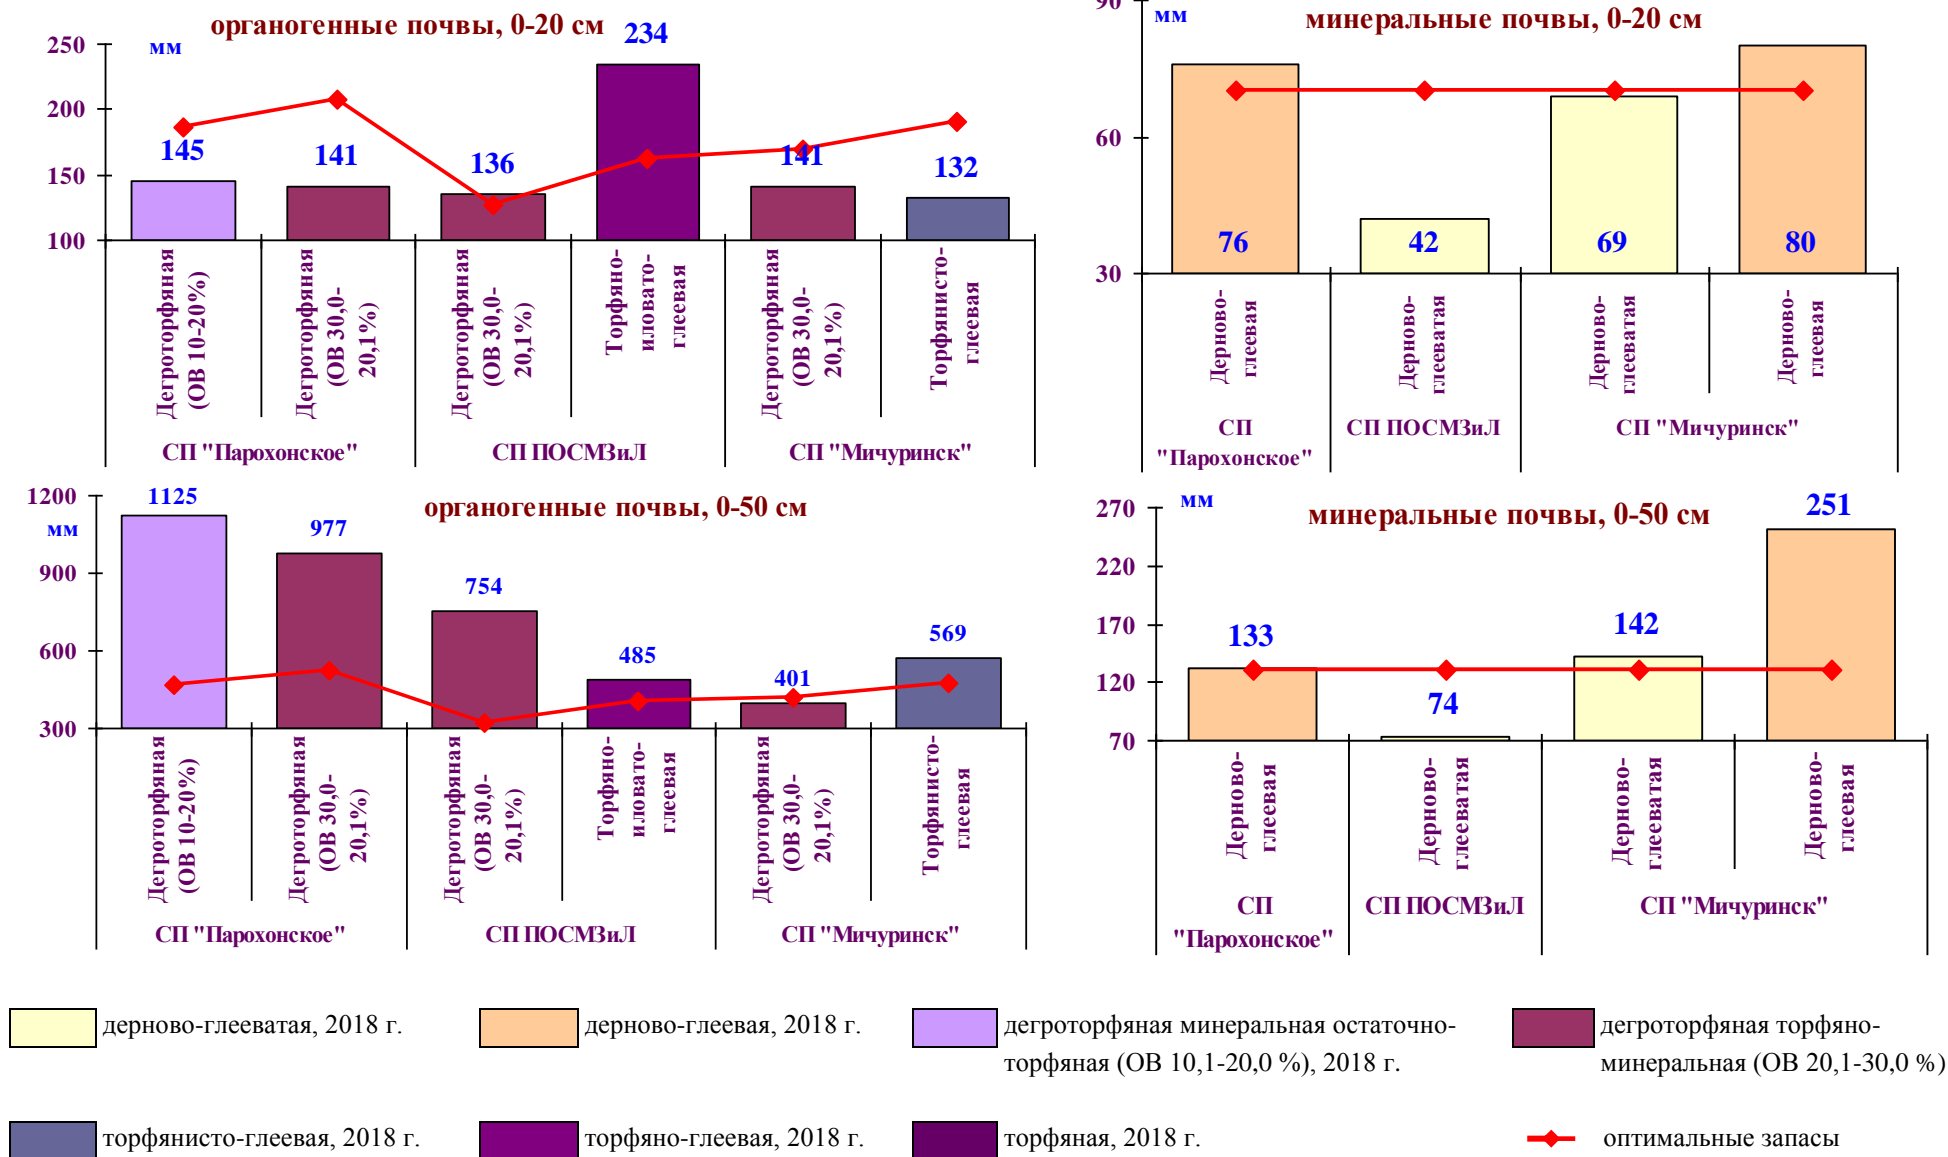 органогенные почвы, 0-20 см
мм
250
200
150
100
145
141
136
234
141
132
Дегроторфяная
(ОВ 10-20%)
Дегроторфяная
(ОВ 30,0-
20,1%)
Дегроторфяная
(ОВ 30,0-
20,1%)
Торфяно-
иловато-
глеевая
Дегроторфяная
(ОВ 30,0-
20,1%)
Торфянисто-
глеевая
СП "Парохонское"
СП ПОСМЗиЛ
СП "Мичуринск"
минеральные почвы, 0-20 см
мм
90
60
30
76
42
69
80
Дерново-
глеевая
Дерново-
глееватая
Дерново-
глееватая
Дерново-
глеевая
СП
"Парохонское"
СП ПОСМЗиЛ
СП "Мичуринск"
органогенные почвы, 0-50 см
1200
мм
900
600
300
1125
977
754
485
401
569
Дегроторфяная
(ОВ 10-20%)
Дегроторфяная
(ОВ 30,0-
20,1%)
Дегроторфяная
(ОВ 30,0-
20,1%)
Торфяно-
иловато-
глеевая
Дегроторфяная
(ОВ 30,0-
20,1%)
Торфянисто-
глеевая
СП "Парохонское"
СП ПОСМЗиЛ
СП "Мичуринск"
минеральные почвы, 0-50 см
мм
270
220
170
120
70
133
74
142
251
Дерново-
глеевая
Дерново-
глееватая
Дерново-
глееватая
Дерново-
глеевая
СП
"Парохонское"
СП ПОСМЗиЛ
СП "Мичуринск"
дерново-глееватая, 2018 г.
дерново-глеевая, 2018 г.
дегроторфяная минеральная остаточно-
торфяная (ОВ 10,1-20,0 %), 2018 г.
дегроторфяная торфяно-
минеральная (ОВ 20,1-30,0 %)
торфянисто-глеевая, 2018 г.
торфяно-глеевая, 2018 г.
торфяная, 2018 г.
оптимальные запасы